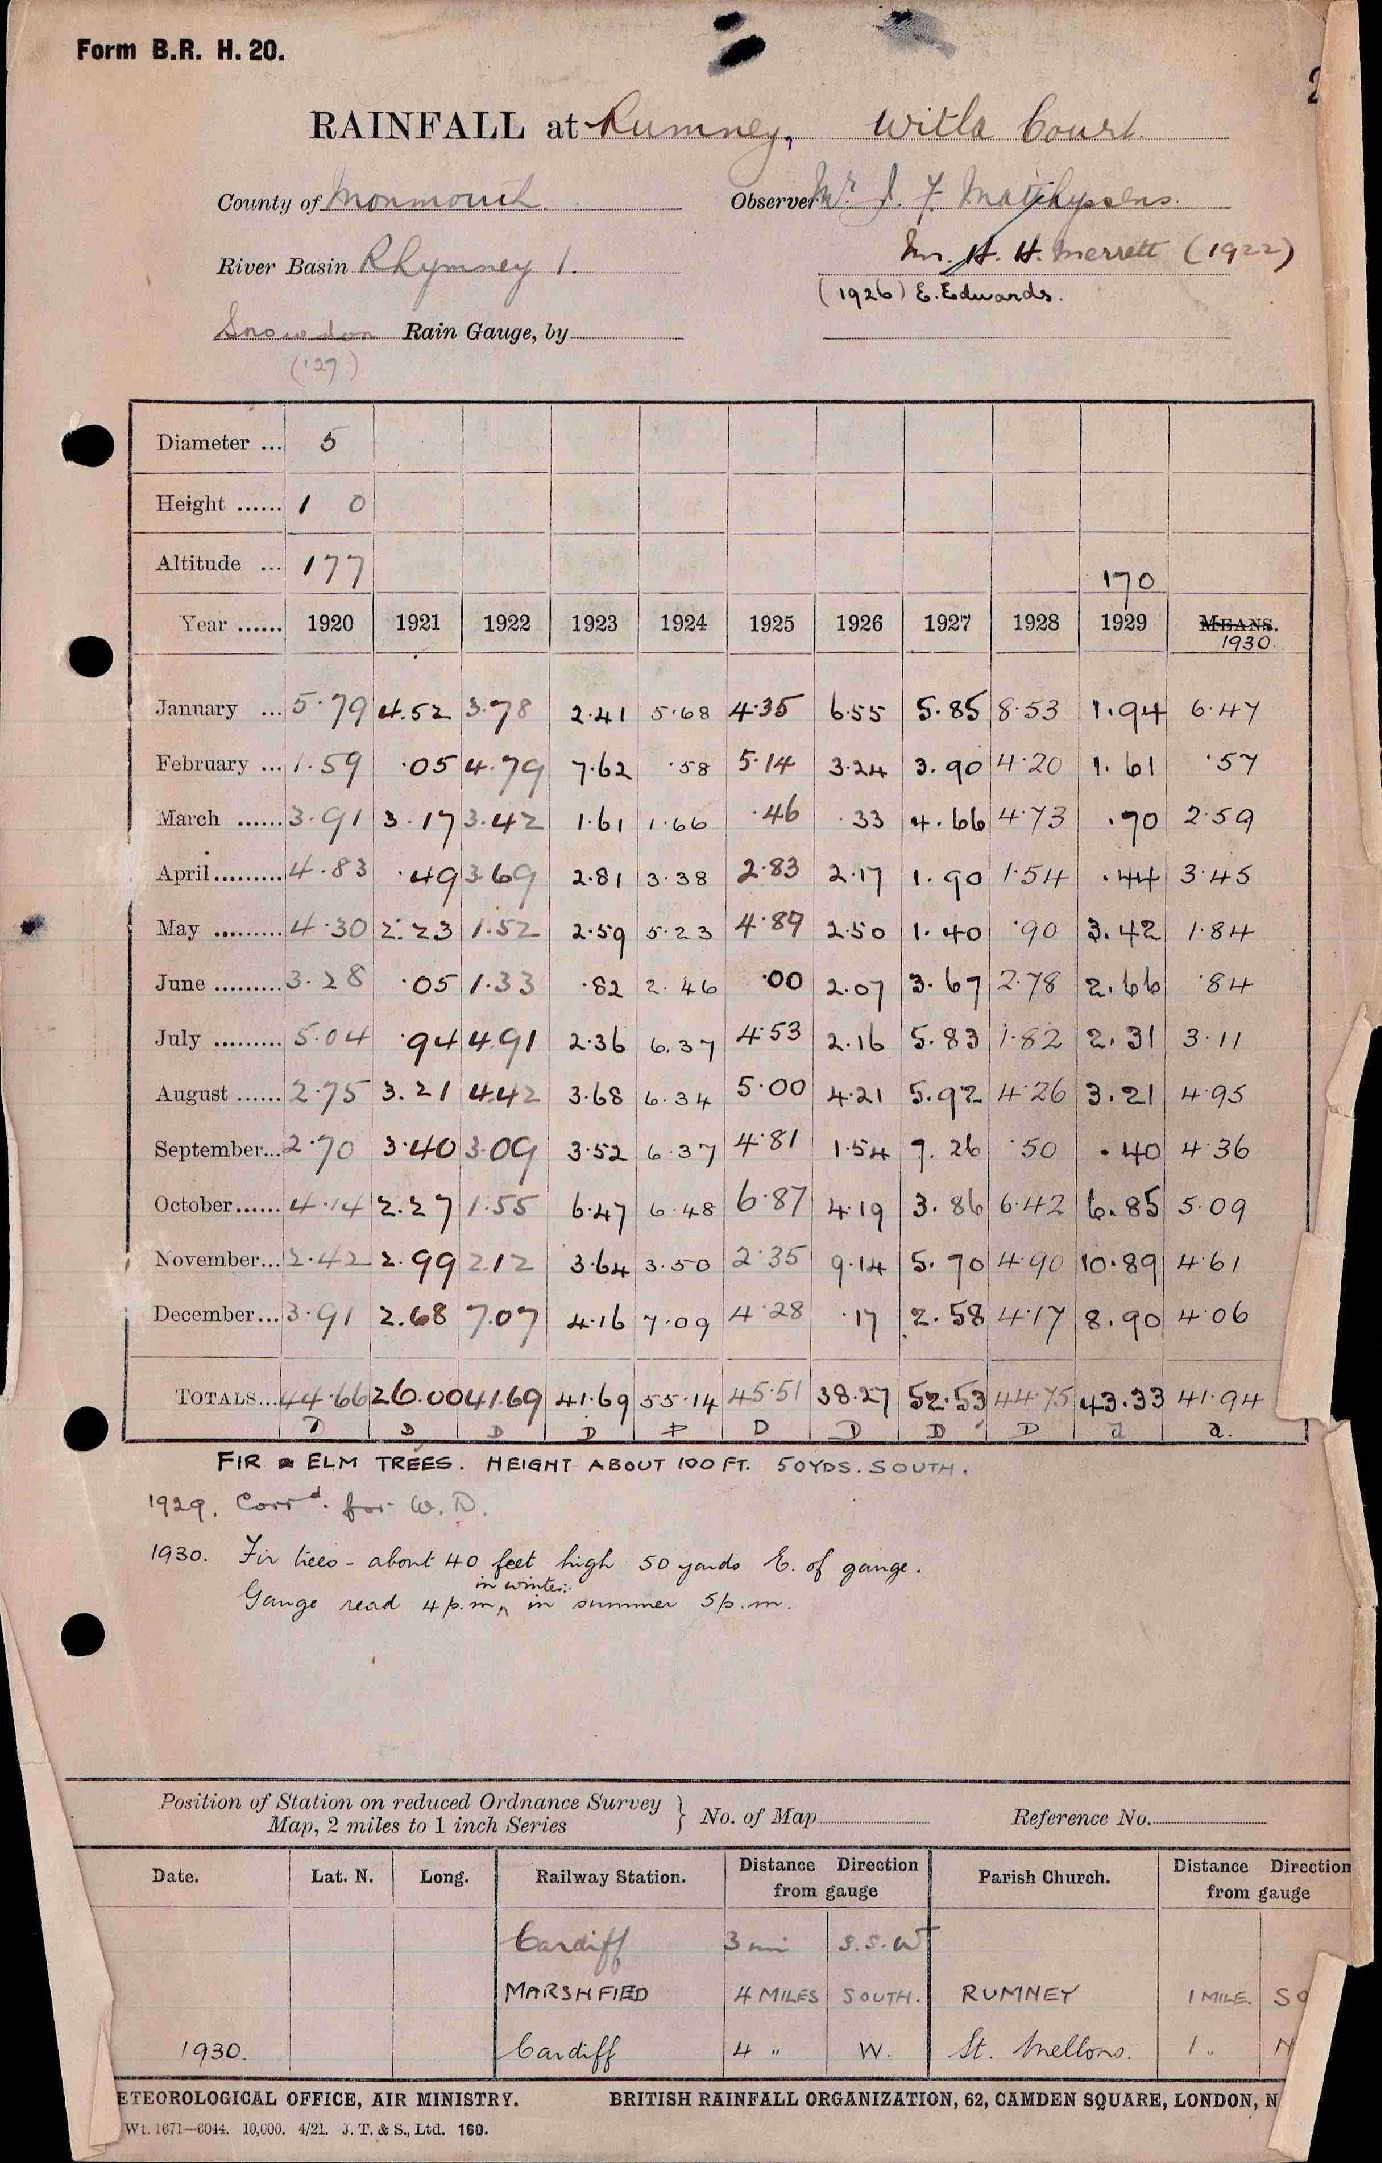 Form B.R. H. 20.
RAINFALL at Rumney, Witla Court.
County of Monmouth Observer Mr. J. F. Matthyssens.
Mr. H. H. Merrett (1922)
River Basin Rhymney 1.
(1926) E. Edwards.
Snowdon Rain Gauge, by
('27)
Diameter ... 5
Height ...... 1 0
Altitude ... 177 170
Year ...... 1920 1921 1922 1923 1924 1925 1926 1927 1928 1929 MEANS. 1930.
January ... 5.79 4.52 3.78 2.41 5.68 4.35 6.55 5.85 8.53 1.94 6.47
February ... 1.59 .05 4.79 7.62 .58 5.14 3.24 3.90 4.20 1.61 .57
March ...... 3.91 3.17 3.42 1.61 1.66 .46 .33 4.66 4.73 .70 2.59
April ......... 4.83 .49 3.69 2.81 3.38 2.83 2.17 1.90 1.54 .44 3.45
May ......... 4.30 2.23 1.52 2.59 5.23 4.89 2.50 1.40 .90 3.42 1.84
June ......... 3.28 .05 1.33 .82 2.46 .00 2.07 3.67 2.78 2.66 .84
July ......... 5.04 .94 4.91 2.36 6.37 4.53 2.16 5.83 1.82 2.31 3.11
August ...... 2.75 3.21 4.42 3.68 6.34 5.00 4.21 5.92 4.26 3.21 4.95
September... 2.70 3.40 3.09 3.52 6.37 4.81 1.54 7.26 .50 .40 4.36
October ...... 4.14 2.27 1.55 6.47 6.48 6.87 4.19 3.86 6.42 6.85 5.09
November... 2.42 2.99 2.12 3.64 3.50 2.35 9.14 5.70 4.90 10.89 4.61
December ... 3.91 2.68 7.07 4.16 7.09 4.28 .17 2.58 4.17 8.90 4.06
TOTALS... 44.66 26.00 41.69 41.69 55.14 45.51 38.27 52.53 44.75 43.33 41.94
D D D D D D D D D d a.
FIR & ELM TREES. HEIGHT ABOUT 100 FT. 50 YDS. SOUTH.
1929. Corrd. for W. D.
1930. Fir trees - about 40 feet high 50 yards E. of gauge.
in winter:
Gauge read 4 p.m. in summer 5 p.m.
Position of Station on reduced Ordnance Survey Map, 2 miles to 1 inch Series } No. of Map Reference No.
Date. Lat. N. Long. Railway Station. Distance Direction from gauge Parish Church. Distance Direction from gauge
Cardiff 3 mi S.S.W
MARSHFIELD 4 MILES SOUTH. RUMNEY 1 MILE. SO
1930. Cardiff 4 " W. St. Mellons. 1 " N
ETEOROLOGICAL OFFICE, AIR MINISTRY. BRITISH RAINFALL ORGANIZATION, 62, CAMDEN SQUARE, LONDON, N
Wt. 1671—6044. 10,000. 4/21. J. T. & S., Ltd. 160.